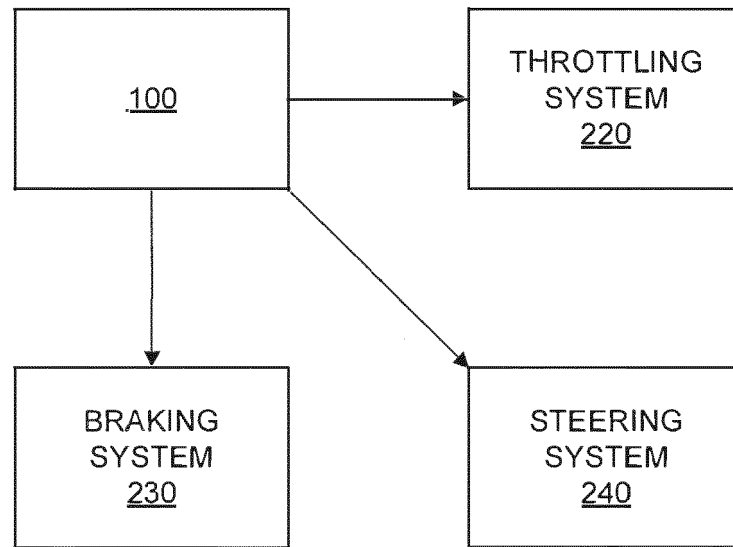 100
THROTTLING
SYSTEM
220
BRAKING
SYSTEM
230
STEERING
SYSTEM
240